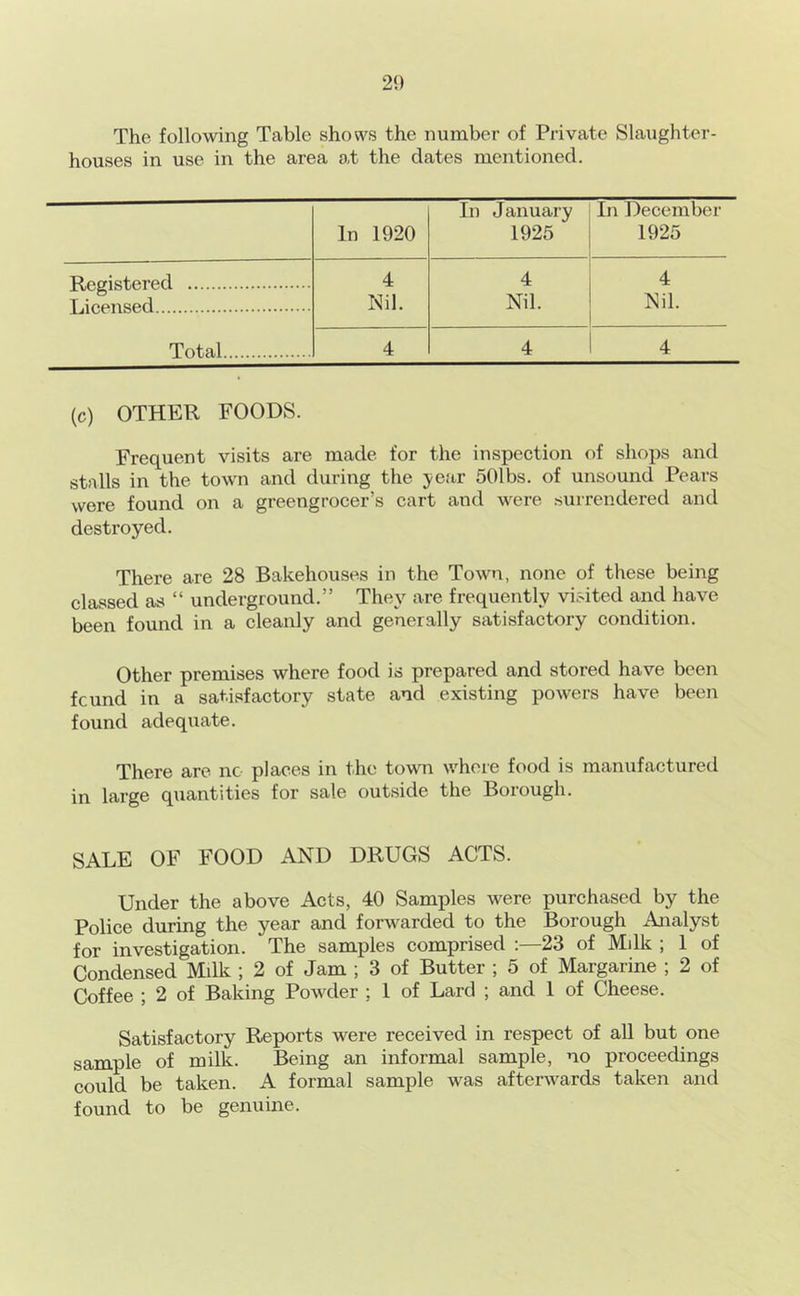 29
The following Table shows the number of Private Slaughter-
houses in use in the area at the dates mentioned.
In 1920 In January 1925 In December 1925
Registered ........................ 4 4 4
Licensed.............................. Nil. Nil. Nil.
Total................. 4 4 4
(c) OTHER FOODS.
Frequent visits are made for the inspection of shops and
stalls in the town and during the year 50lbs. of unsound Pears
were found on a greengrocer's cart and were surrendered and
destroyed.
There are 28 Bakehouses in the Town, none of these being
classed as “ underground.” They are frequently visited and have
been found in a cleanly and generally satisfactory condition.
Other premises where food is prepared and stored have been
found in a satisfactory state and existing powers have been
found adequate.
There are no places in the town where food is manufactured
in large quantities for sale outside the Borough.
SALE OF FOOD AND DRUGS ACTS.
Under the above Acts, 40 Samples were purchased by the
Police during the year and forwarded to the Borough Analyst
for investigation. The samples comprised :—23 of Milk ; 1 of
Condensed Milk ; 2 of Jam ; 3 of Butter ; 5 of Margarine ; 2 of
Coffee ; 2 of Baking Powder ; 1 of Lard ; and 1 of Cheese.
Satisfactory Reports were received in respect of all but one
sample of milk. Being an informal sample, no proceedings
could be taken. A formal sample was afterwards taken and
found to be genuine.